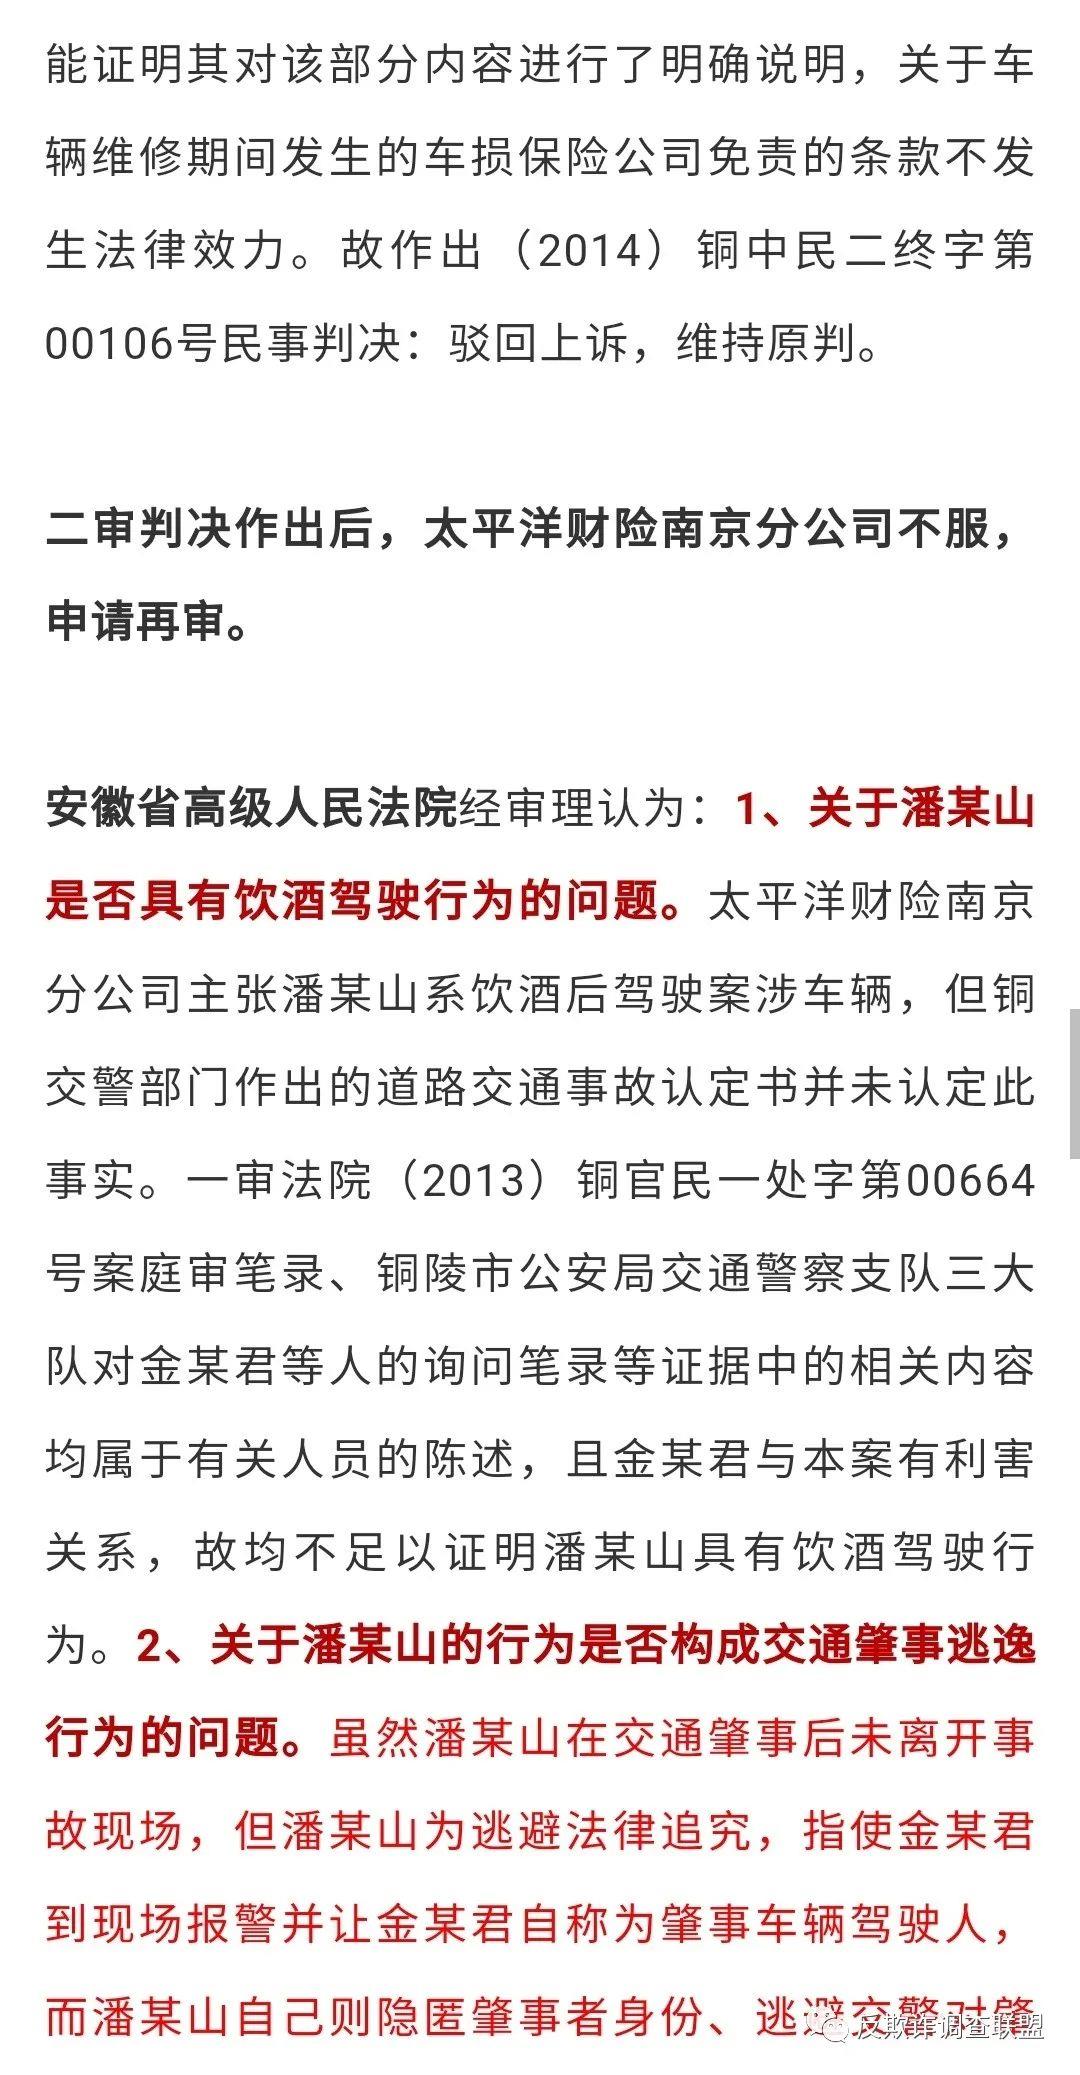 能证明其对该部分内容进行了明确说明，关于车
辆维修期间发生的车损保险公司免责的条款不发
生法律效力。故作出（2014）铜中民二终字第
00106号民事判决：驳回上诉，维持原判。
二审判决作出后，太平洋财险南京分公司不服，
申请再审。
安徽省高级人民法院经审理认为：1、关于潘某山
是否具有饮酒驾驶行为的问题。太平洋财险南京
分公司主张潘某山系饮酒后驾驶案涉车辆，但铜
交警部门作出的道路交通事故认定书并未认定此
事实。一审法院（2013）铜官民一处字第00664
号案庭审笔录、铜陵市公安局交通警察支队三大
队对金某君等人的询问笔录等证据中的相关内容
均属于有关人员的陈述，且金某君与本案有利害
关系，故均不足以证明潘某山具有饮酒驾驶行
为。2、关于潘某山的行为是否构成交通肇事逃逸
行为的问题。虽然潘某山在交通肇事后未离开事
故现场，但潘某山为逃避法律追究，指使金某君
到现场报警并让金某君自称为肇事车辆驾驶人，
而潘某山自己则隐匿肇事者身份、逃避交警对肇
反欺诈调查联盟